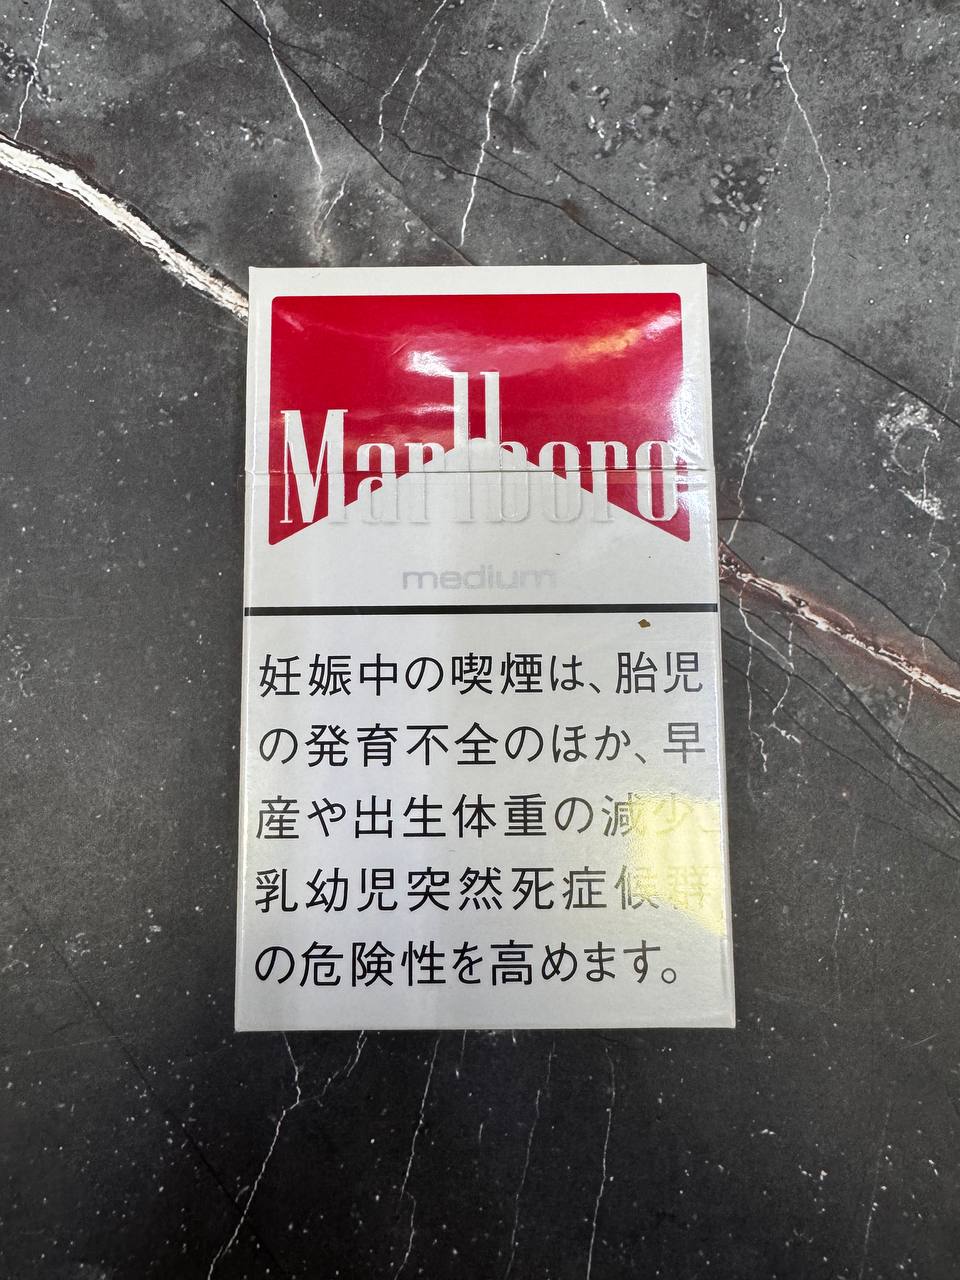 Marlboro
medium
妊娠中の喫煙は、胎児
の発育不全のほか、早
産や出生体重の減少、
乳幼児突然死症候群
の危険性を高めます。